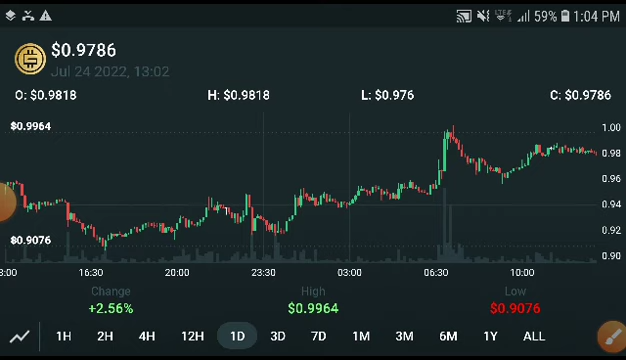 LTE 59% 1:04 PM
$0.9786
Jul 24 2022, 13:02
O: $0.9818 H: $0.9818 L: $0.976 C: $0.9786
$0.9964
1.00
0.98
0.96
0.94
0.92
$0.9076
0.90
3:00 16:30 20:00 23:30 03:00 06:30 10:00
Change High Low
+2.56% $0.9964 $0.9076
1H 2H 4H 12H 1D 3D 7D 1M 3M 6M 1Y ALL